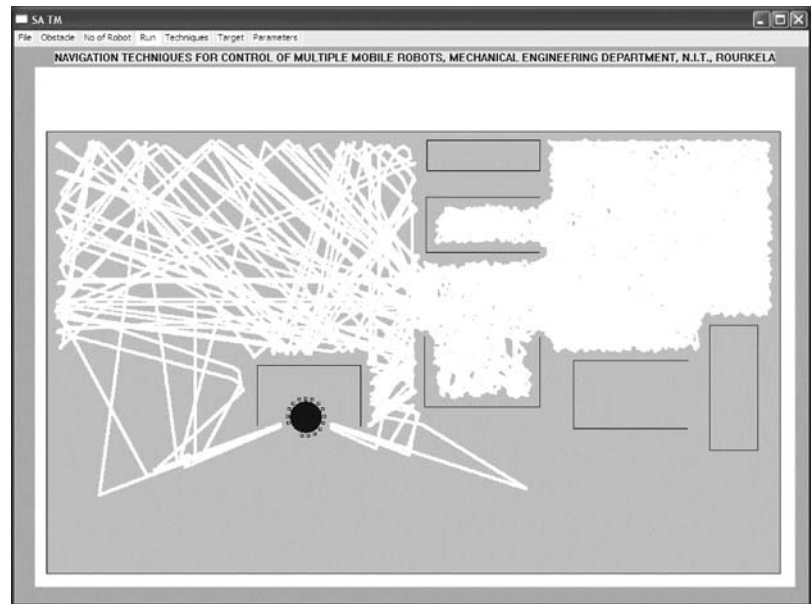 SA TM
File Obstacle No of Robot Run Techniques Target Parameters
NAVIGATION TECHNIQUES FOR CONTROL OF MULTIPLE MOBILE ROBOTS, MECHANICAL ENGINEERING DEPARTMENT, N.I.T., ROURKELA